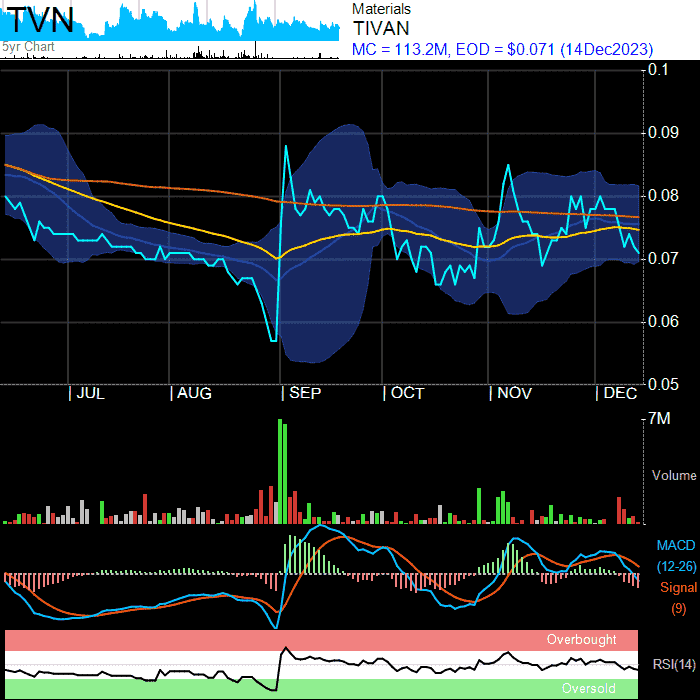 TVN
5yr Chart
Materials
TIVAN
MC = 113.2M, EOD = $0.071 (14Dec2023)
0.1
0.09
0.08
0.07
0.06
0.05
JUL AUG SEP OCT NOV DEC
7M
Volume
MACD
(12-26)
Signal
(9)
Overbought
RSI(14)
Oversold